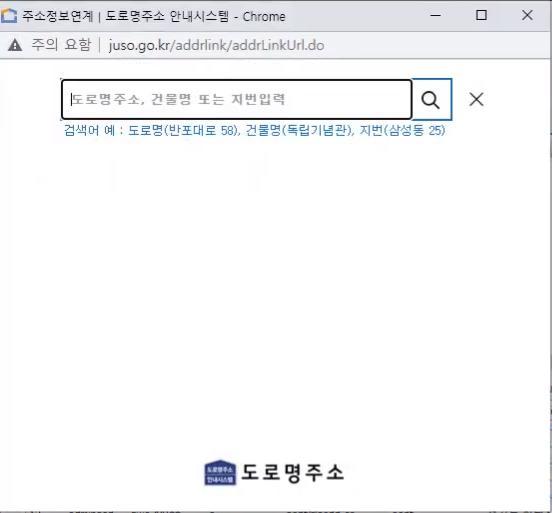 주소정보연계 | 도로명주소 안내시스템 - Chrome
주의 요함 | juso.go.kr/addrlink/addrLinkUrl.do
도로명주소, 건물명 또는 지번입력
검색어 예 : 도로명(반포대로 58), 건물명(독립기념관), 지번(삼성동 25)
도로명주소
안내시스템
도로명주소